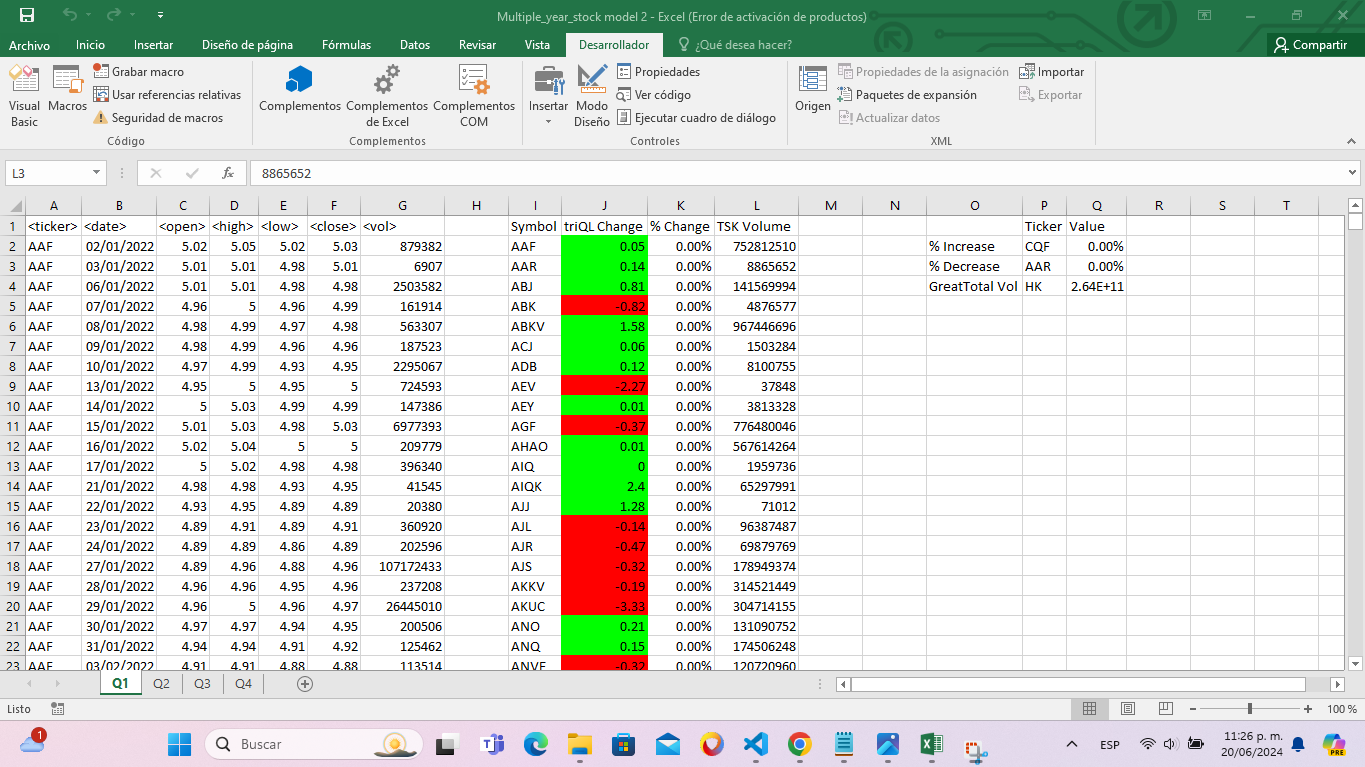 Multiple_year_stock model 2 - Excel (Error de activación de productos)
Archivo Inicio Insertar Diseño de página Fórmulas Datos Revisar Vista Desarrollador ¿Qué desea hacer? Compartir
Visual Basic
Macros
Grabar macro
Usar referencias relativas
Seguridad de macros
Código
Complementos
Complementos de Excel
Complementos COM
Complementos
Insertar
Modo Diseño
Propiedades
Ver código
Ejecutar cuadro de diálogo
Controles
Origen
Propiedades de la asignación
Paquetes de expansión
Actualizar datos
Importar
Exportar
XML
L3 fx 8865652
A B C D E F G H I J K L M N O P Q R S T
1 <ticker> <date> <open> <high> <low> <close> <vol> Symbol triQL Change % Change TSK Volume Ticker Value
2 AAF 02/01/2022 5.02 5.05 5.02 5.03 879382 AAF 0.05 0.00% 752812510 % Increase CQF 0.00%
3 AAF 03/01/2022 5.01 5.01 4.98 5.01 6907 AAR 0.14 0.00% 8865652 % Decrease AAR 0.00%
4 AAF 06/01/2022 5.01 5.01 4.98 4.98 2503582 ABJ 0.81 0.00% 141569994 GreatTotal Vol HK 2.64E+11
5 AAF 07/01/2022 4.96 5 4.96 4.99 161914 ABK -0.82 0.00% 4876577
6 AAF 08/01/2022 4.98 4.99 4.97 4.98 563307 ABKV 1.58 0.00% 967446696
7 AAF 09/01/2022 4.98 4.99 4.96 4.96 187523 ACJ 0.06 0.00% 1503284
8 AAF 10/01/2022 4.97 4.99 4.93 4.95 2295067 ADB 0.12 0.00% 8100755
9 AAF 13/01/2022 4.95 5 4.95 5 724593 AEV -2.27 0.00% 37848
10 AAF 14/01/2022 5 5.03 4.99 4.99 147386 AEY 0.01 0.00% 3813328
11 AAF 15/01/2022 5.01 5.03 4.98 5.03 6977393 AGF -0.37 0.00% 776480046
12 AAF 16/01/2022 5.02 5.04 5 5 209779 AHAO 0.01 0.00% 567614264
13 AAF 17/01/2022 5 5.02 4.98 4.98 396340 AIQ 0 0.00% 1959736
14 AAF 21/01/2022 4.98 4.98 4.93 4.95 41545 AIQK 2.4 0.00% 65297991
15 AAF 22/01/2022 4.93 4.95 4.89 4.89 20380 AJJ 1.28 0.00% 71012
16 AAF 23/01/2022 4.89 4.91 4.89 4.91 360920 AJL -0.14 0.00% 96387487
17 AAF 24/01/2022 4.89 4.89 4.86 4.89 202596 AJR -0.47 0.00% 69879769
18 AAF 27/01/2022 4.89 4.96 4.88 4.96 107172433 AJS -0.32 0.00% 178949374
19 AAF 28/01/2022 4.96 4.96 4.95 4.96 237208 AKKV -0.19 0.00% 314521449
20 AAF 29/01/2022 4.96 5 4.96 4.97 26445010 AKUC -3.33 0.00% 304714155
21 AAF 30/01/2022 4.97 4.97 4.94 4.95 200506 ANO 0.21 0.00% 131090752
22 AAF 31/01/2022 4.94 4.94 4.91 4.92 125462 ANQ 0.15 0.00% 174506248
23 AAF 03/02/2022 4.91 4.91 4.88 4.88 113514 ANVF -0.32 0.00% 120720960
Q1 Q2 Q3 Q4
Listo 100 %
1 Buscar ESP 11:26 p. m.
20/06/2024
PRE